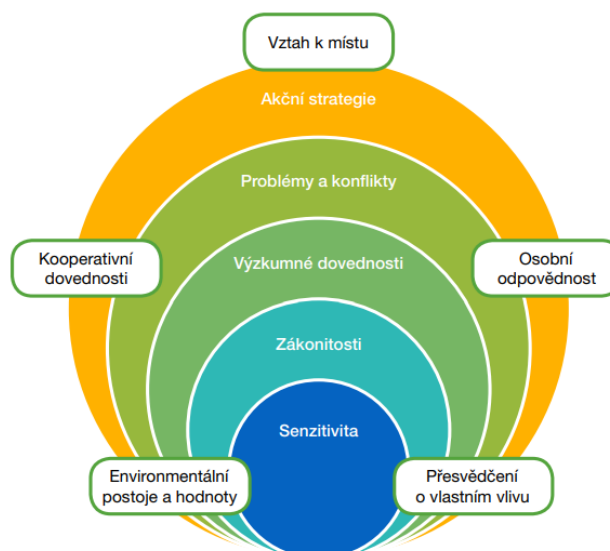 Vztah k místu
Akční strategie
Problémy a konflikty
Kooperativní
dovednosti
Výzkumné dovednosti
Osobní
odpovědnost
Zákonitosti
Senzitivita
Environmentální
postoje a hodnoty
Přesvědčení
o vlastním vlivu